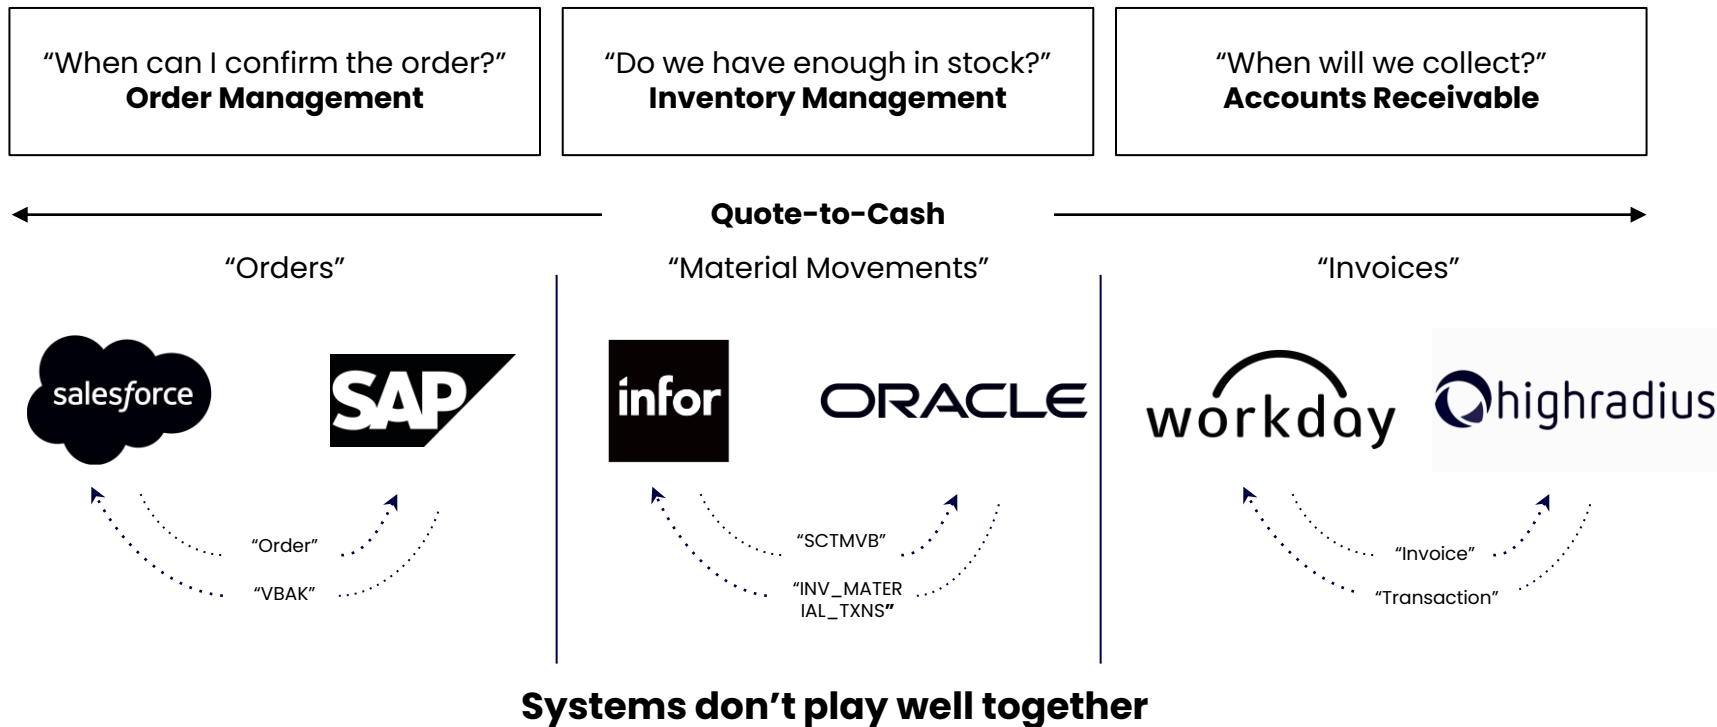 “When can I confirm the order?”
Order Management
“Do we have enough in stock?”
Inventory Management
“When will we collect?”
Accounts Receivable
Quote-to-Cash
“Orders”
“Material Movements”
“Invoices”
salesforce
SAP
infor
ORACLE
workday
highradius
“Order”
“VBAK”
“SCTMVB”
“INV_MATER
IAL_TXNS”
“Invoice”
“Transaction”
Systems don’t play well together